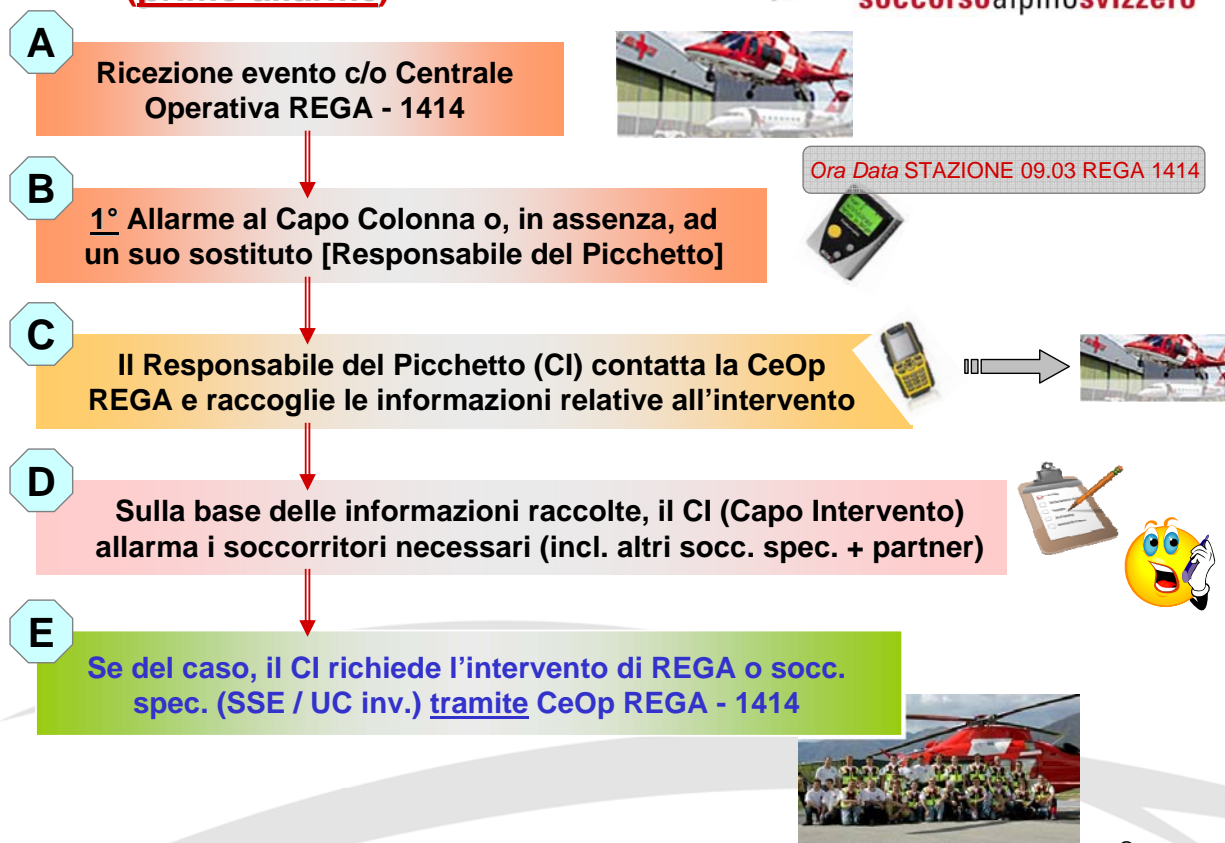 (primo allarme)
soccorsoalpinosvizzero
A
Ricezione evento c/o Centrale
Operativa REGA - 1414
Ora Data STAZIONE 09.03 REGA 1414
B
1° Allarme al Capo Colonna o, in assenza, ad
un suo sostituto [Responsabile del Picchetto]
C
Il Responsabile del Picchetto (CI) contatta la CeOp
REGA e raccoglie le informazioni relative all'intervento
D
Sulla base delle informazioni raccolte, il CI (Capo Intervento)
allarma i soccorritori necessari (incl. altri socc. spec. + partner)
E
Se del caso, il CI richiede l'intervento di REGA o socc.
spec. (SSE / UC inv.) tramite CeOp REGA - 1414